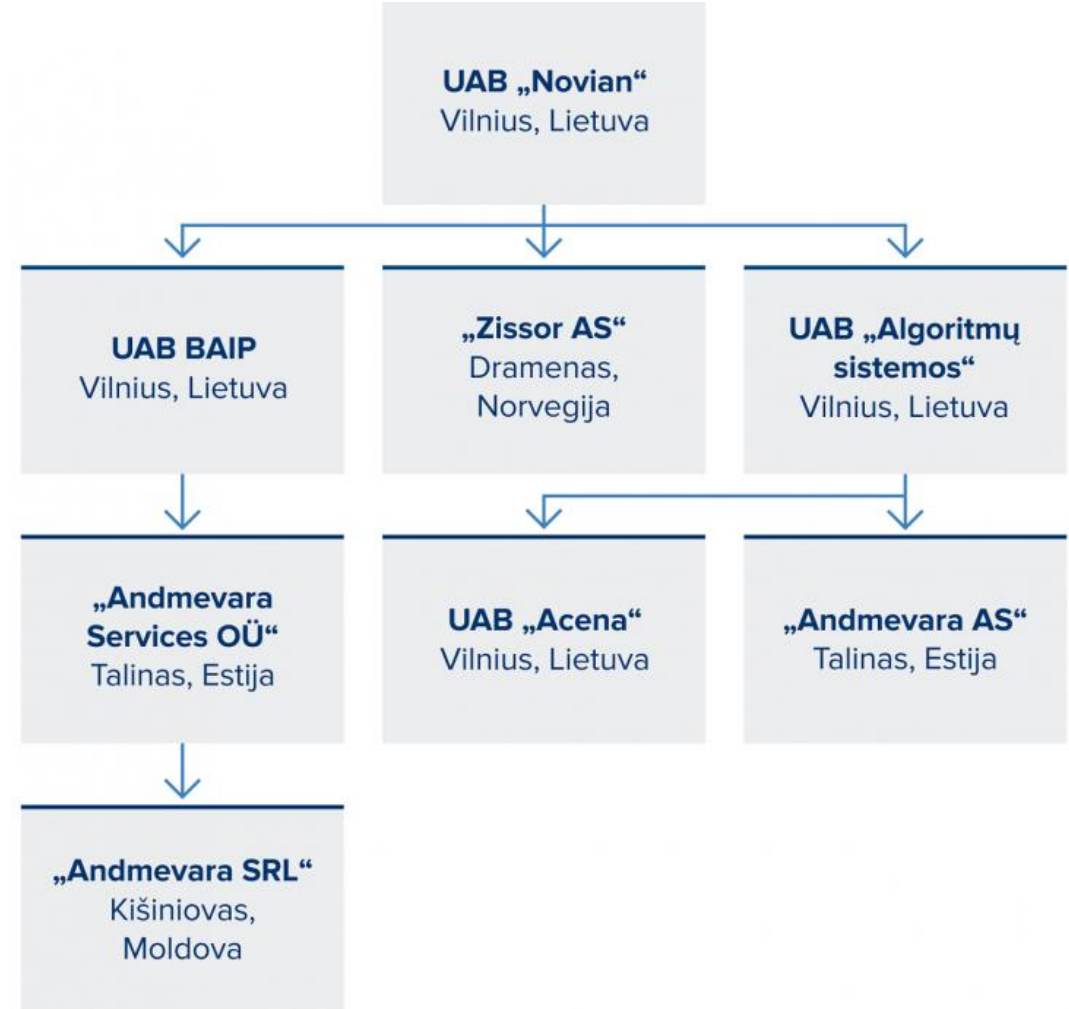 UAB „Novian“
Vilnius, Lietuva
UAB BAIP
Vilnius, Lietuva
„Zissor AS“
Dramenas,
Norvegija
UAB „Algoritmų
sistemos“
Vilnius, Lietuva
„Andmevara
Services OÜ“
Talinas, Estija
UAB „Acena“
Vilnius, Lietuva
„Andmevara AS“
Talinas, Estija
„Andmevara SRL“
Kišiniovas,
Moldova